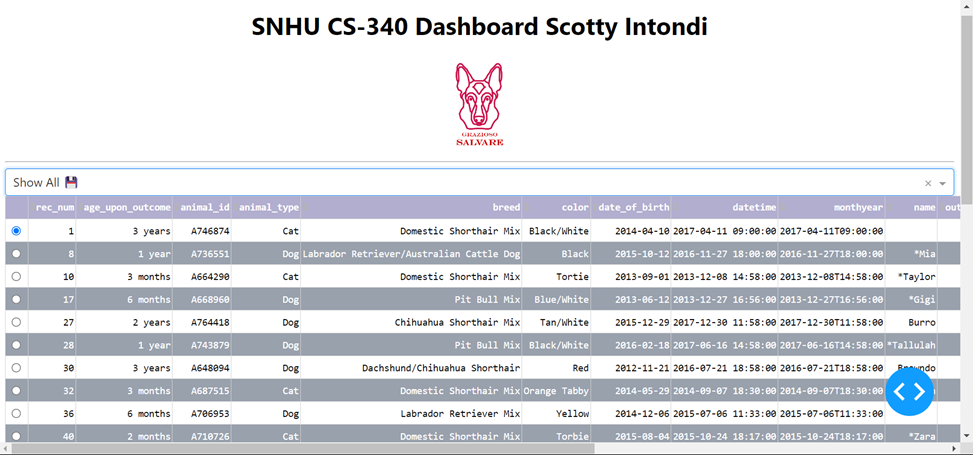 SNHU CS-340 Dashboard Scotty Intondi
GRAZIOSO
SALVARE
Show All
rec_num age_upon_outcome animal_id animal_type breed color date_of_birth datetime monthyear name out
1 3 years A746874 Cat Domestic Shorthair Mix Black/White 2014-04-10 2017-04-11 09:00:00 2017-04-11T09:00:00
8 1 year A736551 Dog Labrador Retriever/Australian Cattle Dog Black 2015-10-12 2016-11-27 18:00:00 2016-11-27T18:00:00 *Mia
10 3 months A664290 Cat Domestic Shorthair Mix Tortie 2013-09-01 2013-12-08 14:58:00 2013-12-08T14:58:00 *Taylor
17 6 months A668960 Dog Pit Bull Mix Blue/White 2013-06-12 2013-12-27 16:56:00 2013-12-27T16:56:00 *Gigi
27 2 years A764418 Dog Chihuahua Shorthair Mix Tan/White 2015-12-29 2017-12-30 11:58:00 2017-12-30T11:58:00 Burro
28 1 year A743879 Dog Pit Bull Mix Black/White 2016-02-18 2017-06-16 14:58:00 2017-06-16T14:58:00 *Tallulah
30 3 years A648094 Dog Dachshund/Chihuahua Shorthair Red 2012-11-21 2016-07-21 18:58:00 2016-07-21T18:58:00
32 3 months A687515 Cat Domestic Shorthair Mix Orange Tabby 2014-05-29 2014-09-07 18:30:00 2014-09-07T18:30:00
36 6 months A706953 Dog Labrador Retriever Mix Yellow 2014-12-06 2015-07-06 11:33:00 2015-07-06T11:33:00
40 2 months A710726 Cat Domestic Shorthair Mix Torbie 2015-08-04 2015-10-24 18:17:00 2015-10-24T18:17:00 *Zara